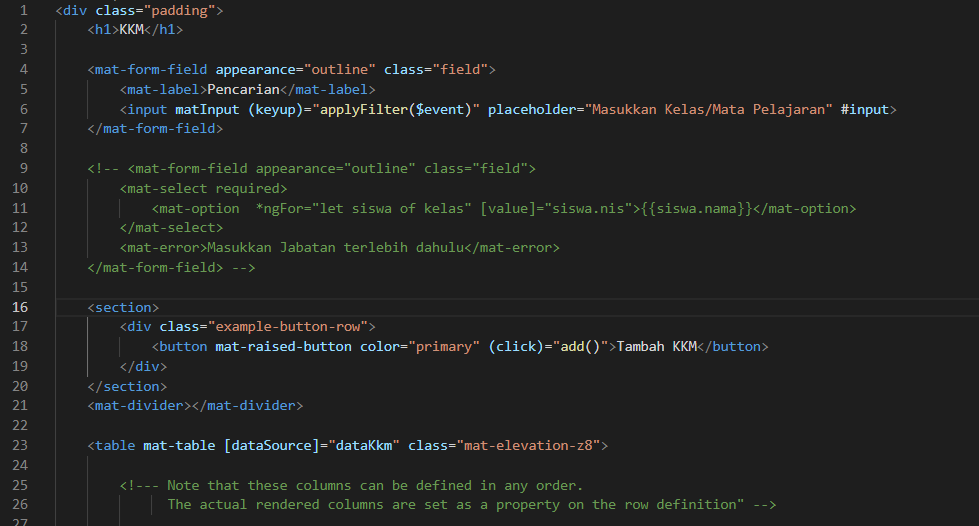 1 <div class="padding">
2 <h1>KKM</h1>
3
4 <mat-form-field appearance="outline" class="field">
5 <mat-label>Pencarian</mat-label>
6 <input matInput (keyup)="applyFilter($event)" placeholder="Masukkan Kelas/Mata Pelajaran" #input>
7 </mat-form-field>
8
9 <!-- <mat-form-field appearance="outline" class="field">
10 <mat-select required>
11 <mat-option  *ngFor="let siswa of kelas" [value]="siswa.nis">{{siswa.nama}}</mat-option>
12 </mat-select>
13 <mat-error>Masukkan Jabatan terlebih dahulu</mat-error>
14 </mat-form-field> -->
15
16 <section>
17 <div class="example-button-row">
18 <button mat-raised-button color="primary" (click)="add()">Tambah KKM</button>
19 </div>
20 </section>
21 <mat-divider></mat-divider>
22
23 <table mat-table [dataSource]="dataKkm" class="mat-elevation-z8">
24
25 <!--- Note that these columns can be defined in any order.
26 The actual rendered columns are set as a property on the row definition" -->
27